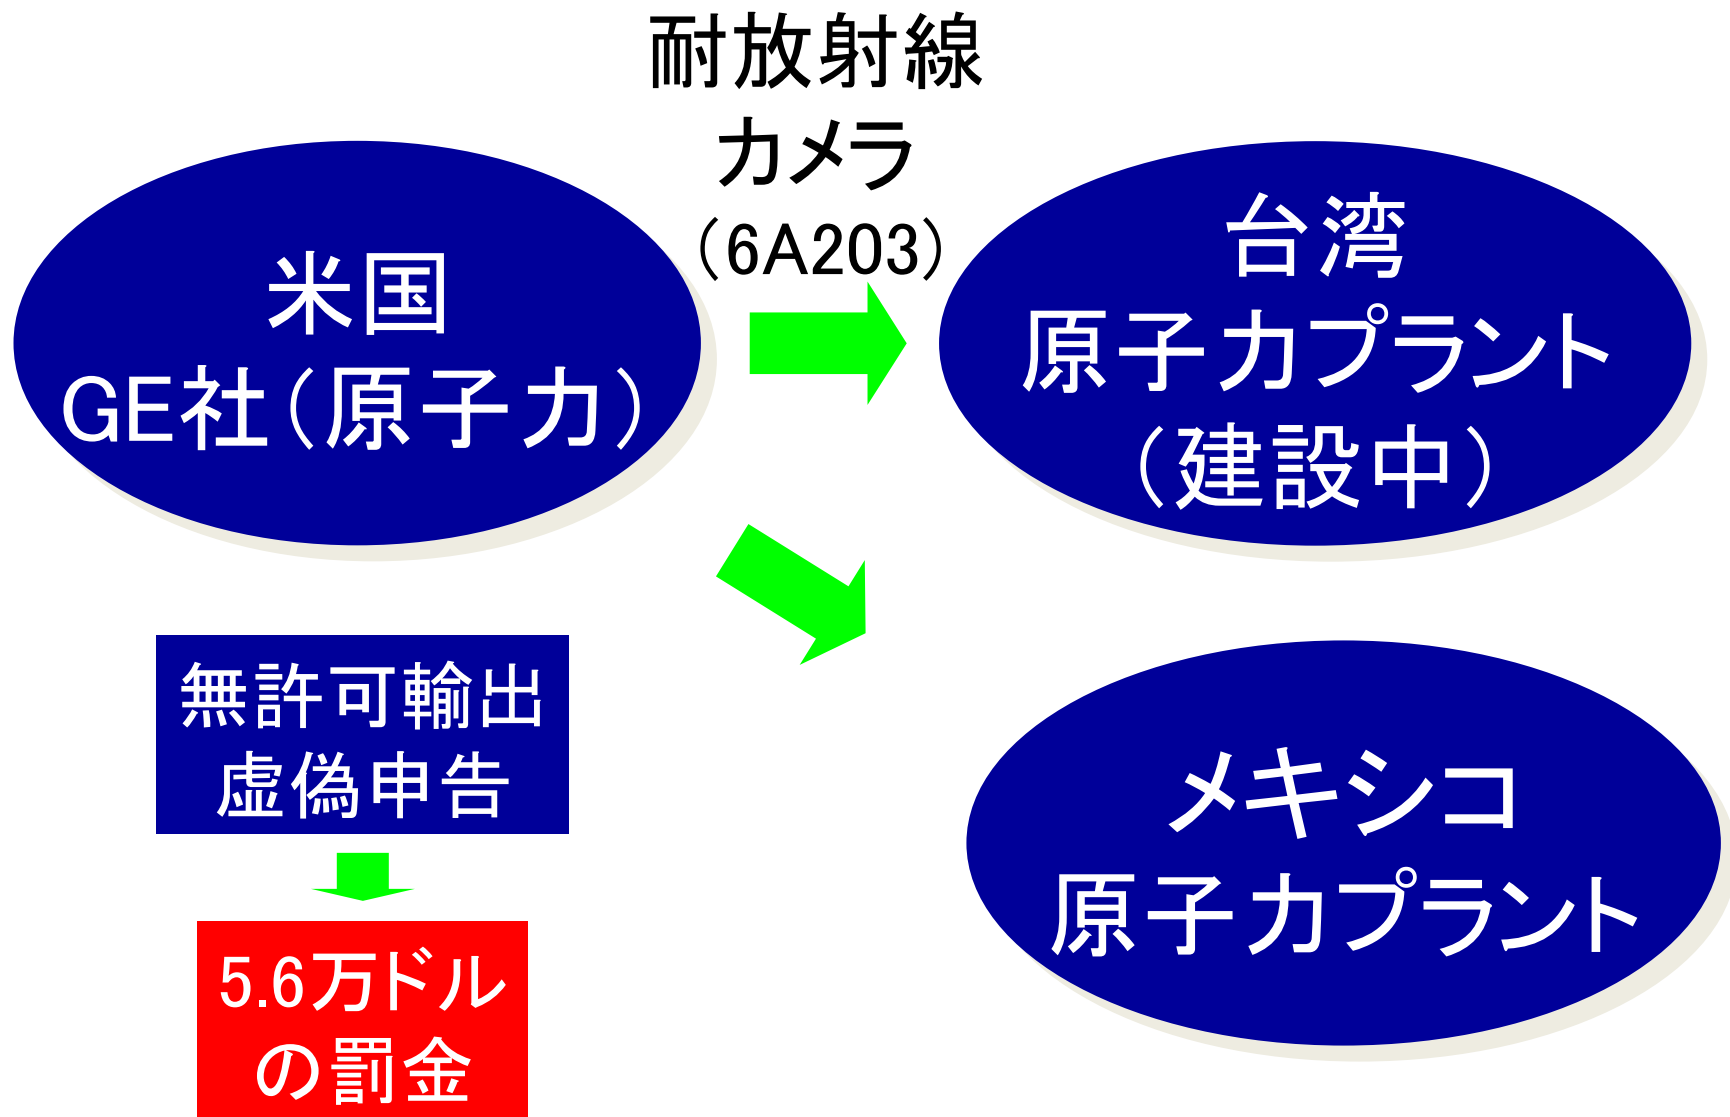 耐放射線
カメラ
（6A203）
米国
GE社（原子力）
台湾
原子力プラント
（建設中）
無許可輸出
虚偽申告
メキシコ
原子力プラント
5.6万ドル
の罰金